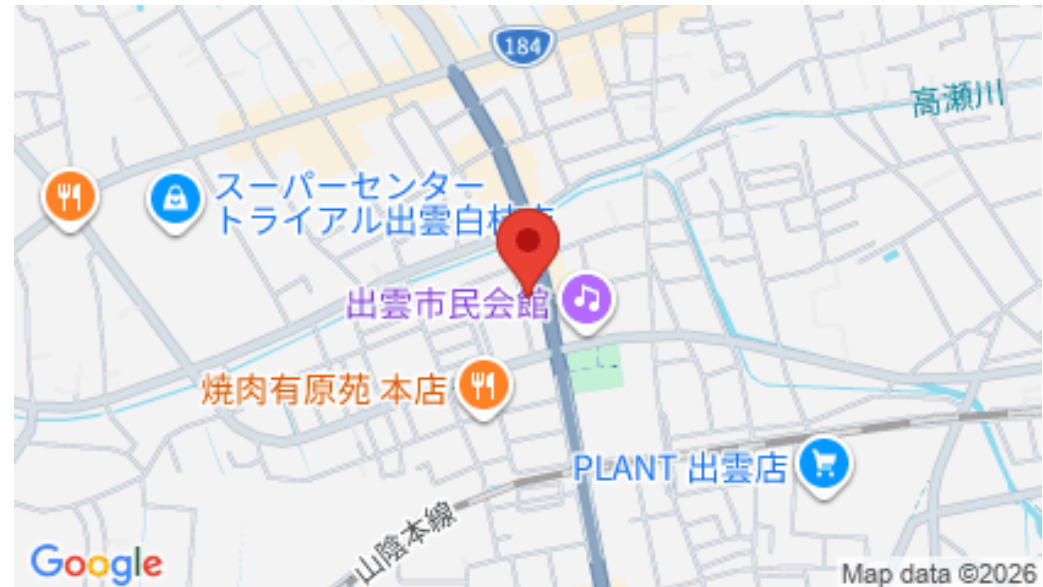 184
高瀬川
スーパーセンター
トライアル出雲白枝店
出雲市民会館
焼肉有原苑 本店
PLANT 出雲店
山陰本線
Google
Map data ©2026